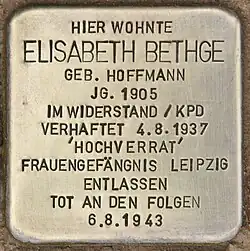 HIER WOHNTE
ELISABETH BETHGE
GEB. HOFFMANN
JG. 1905
IM WIDERSTAND / KPD
VERHAFTET 4.8.1937
'HOCHVERRAT'
FRAUENGEFÄNGNIS LEIPZIG
ENTLASSEN
TOT AN DEN FOLGEN
6.8.1943